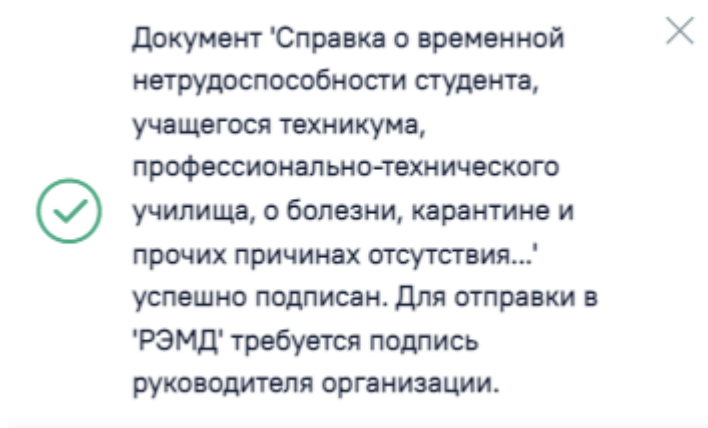 Документ 'Справка о временной
нетрудоспособности студента,
учащегося техникума,
профессионально-технического
училища, о болезни, карантине и
прочих причинах отсутствия...'
успешно подписан. Для отправки в
'РЭМД' требуется подпись
руководителя организации.